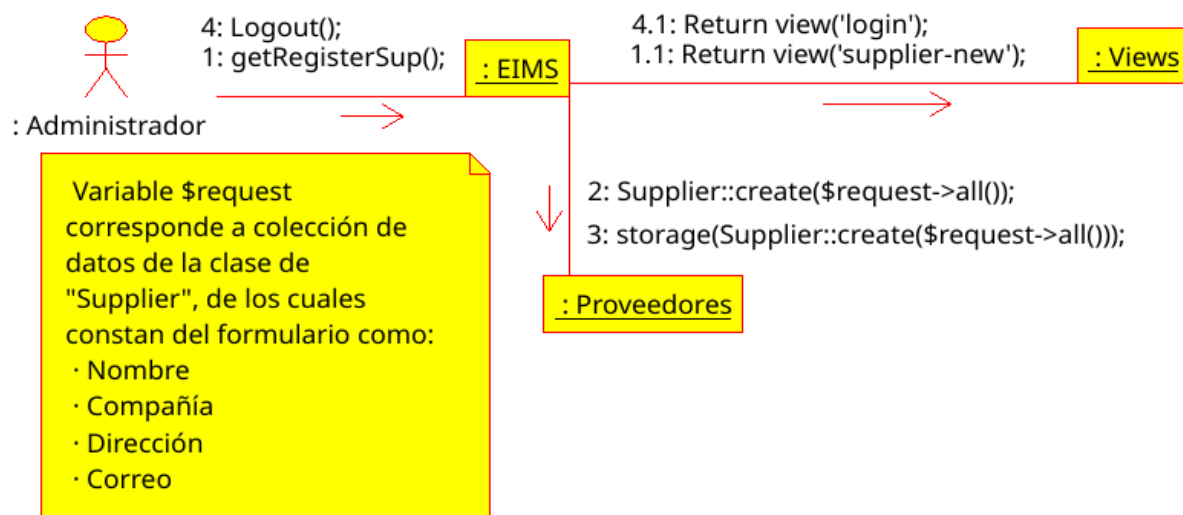 4: Logout();
1: getRegisterSup();
: EIMS
4.1: Return view('login');
1.1: Return view('supplier-new');
: Views
: Administrador
Variable $request
corresponde a colección de
datos de la clase de
"Supplier", de los cuales
constan del formulario como:
· Nombre
· Compañía
· Dirección
· Correo
2: Supplier::create($request->all());
3: storage(Supplier::create($request->all()));
: Proveedores